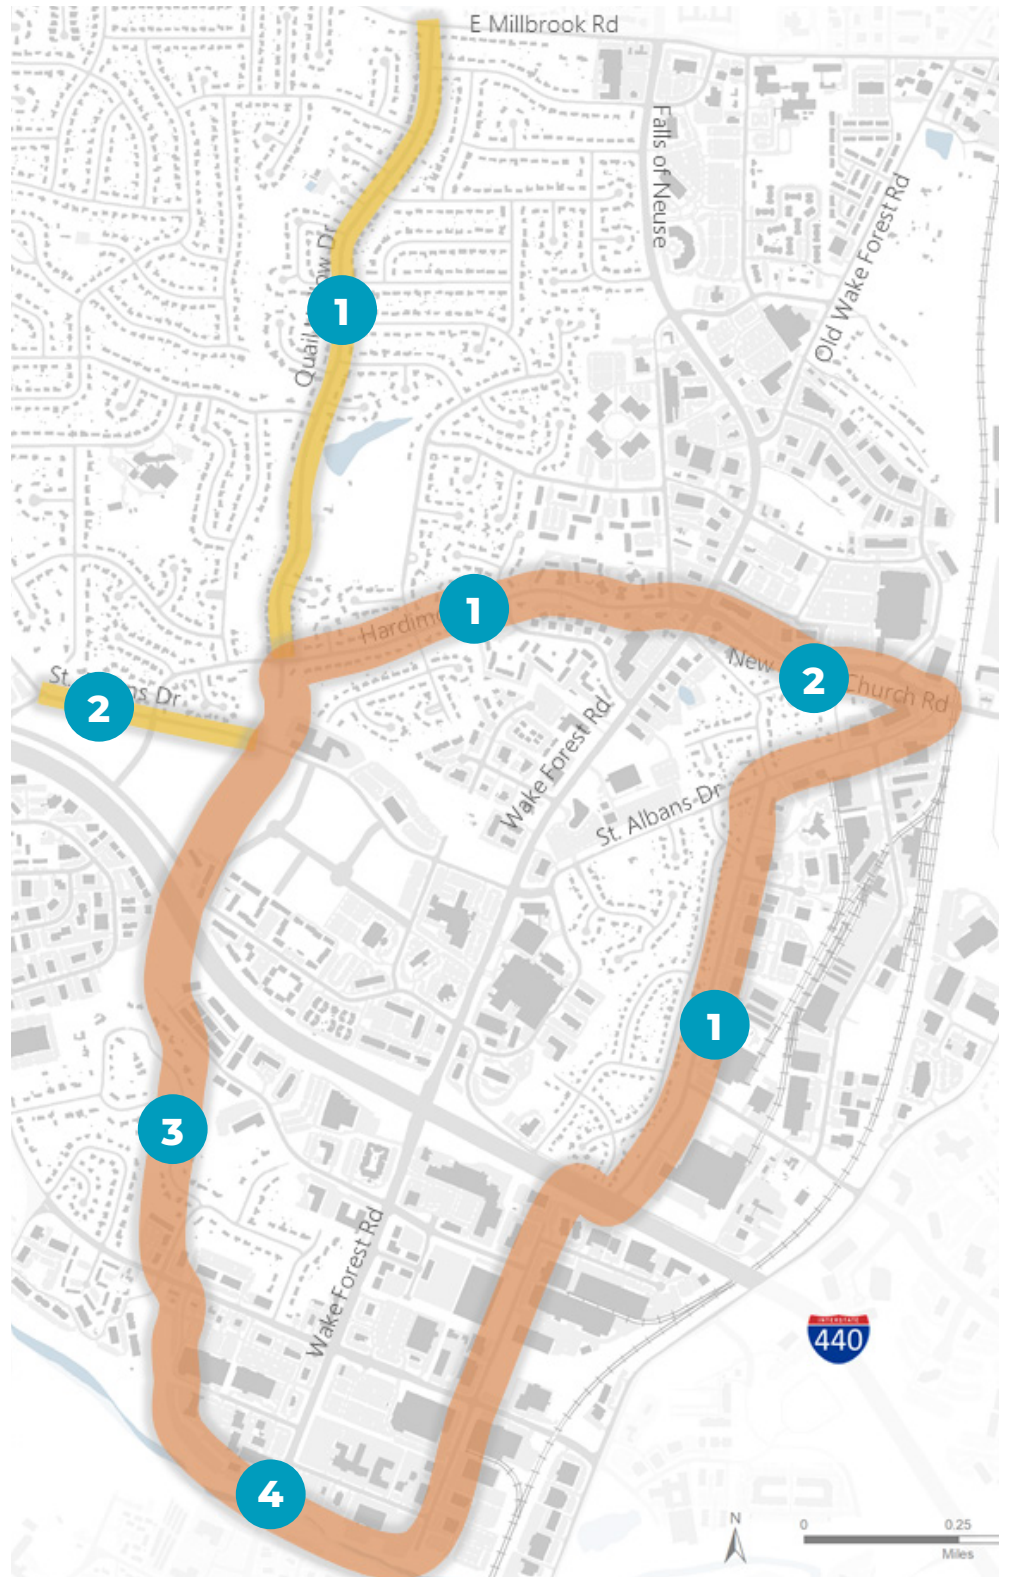 E Millbrook Rd
Falls of Neuse
Old Wake Forest Rd
Quail ow Dr
1
Hardim
1
New Church Rd
2
St. ns Dr
2
Wake Forest Rd
St. Albans Dr
1
3
Wake Forest Rd
INTERSTATE
440
4
N
0 0.25
Miles